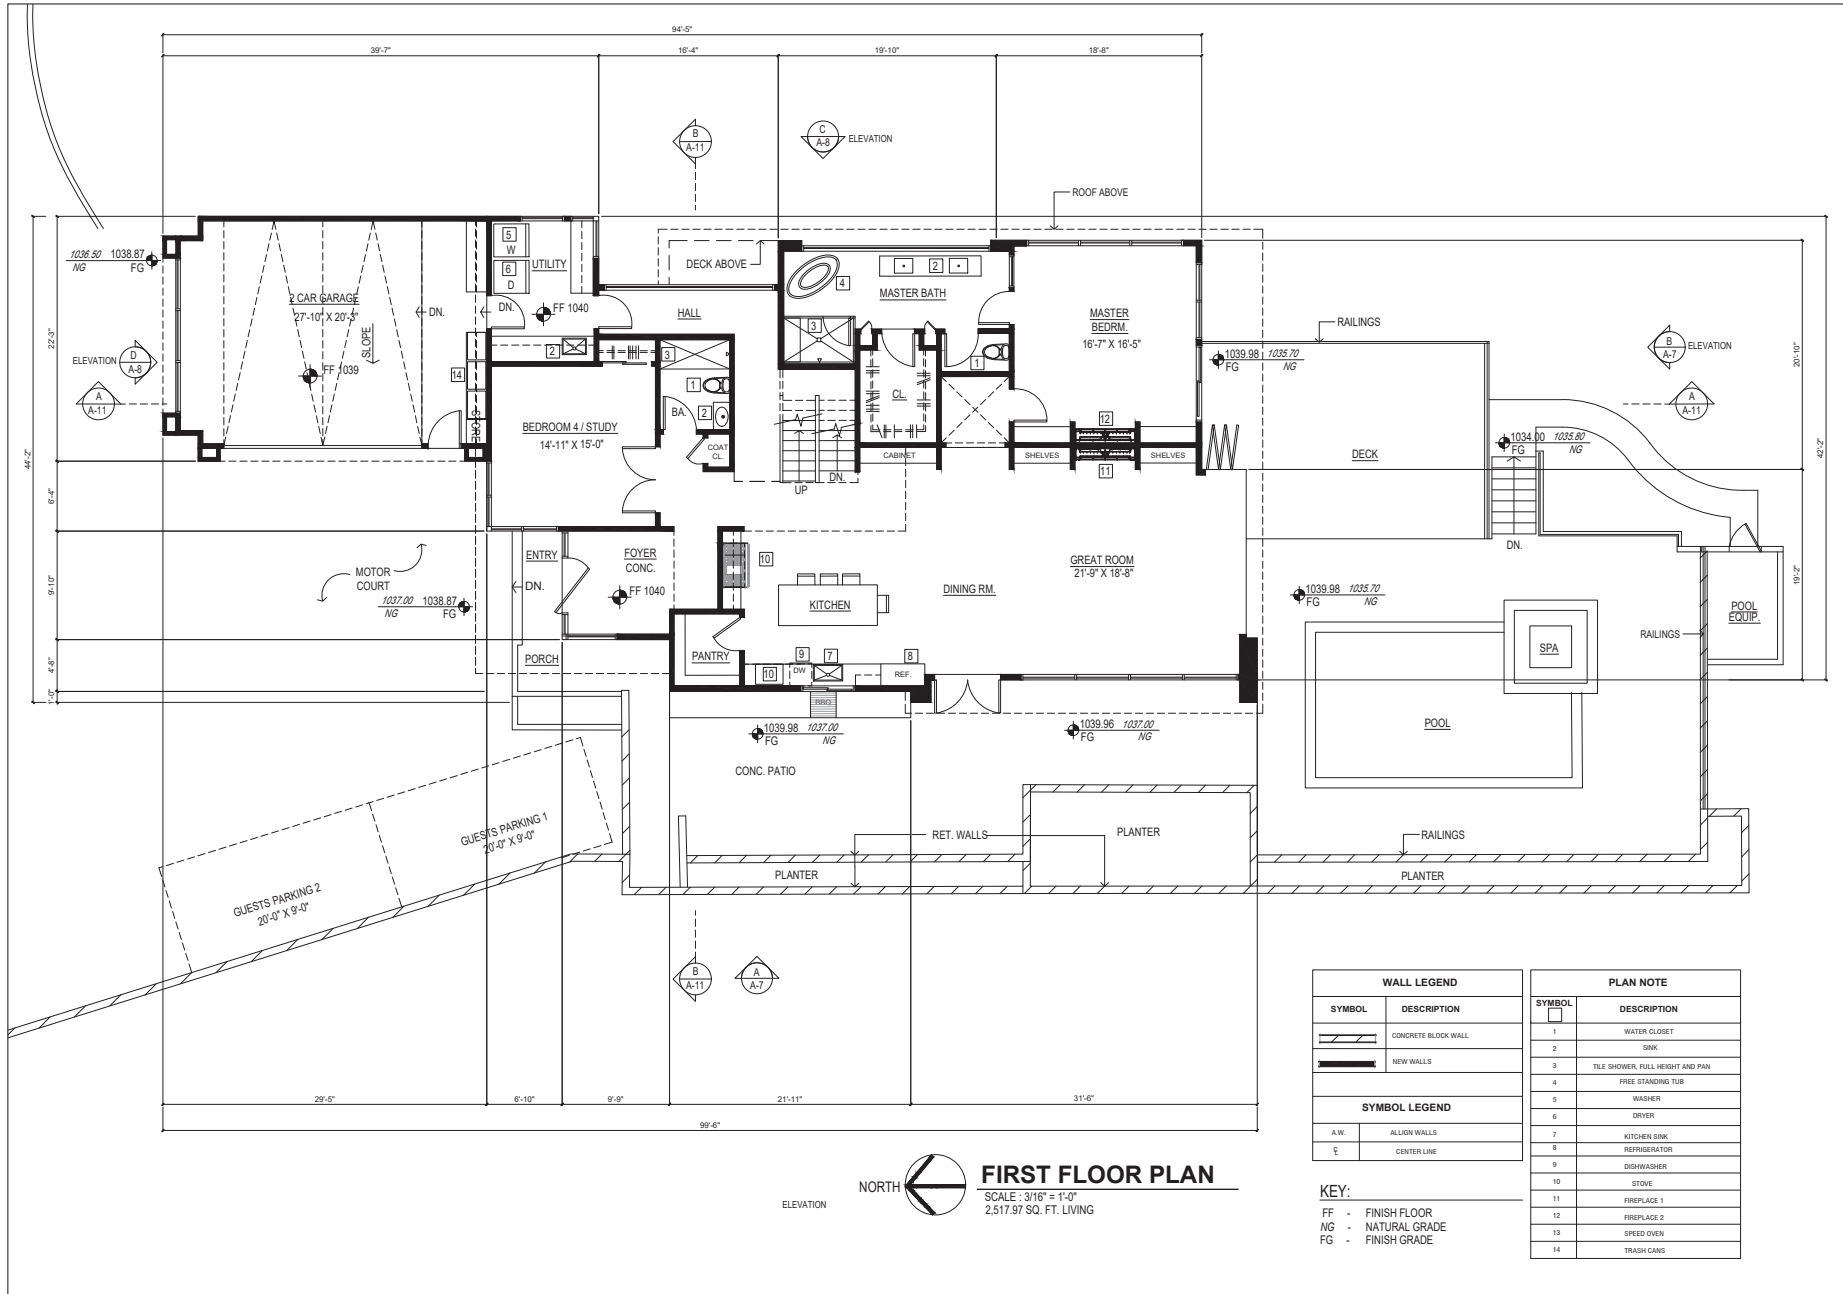 94'-5"
39'-7"
16'-4"
19'-10"
18'-8"
B
A-11
C
A-8
ELEVATION
ROOF ABOVE
1036.50 1038.87
NG FG
22'-3"
44'-2"
6'-4"
9'-10"
4'-8"
1'-0"
ELEVATION
D
A-8
A
A-11
2 CAR GARAGE
27'-10" X 20'-3"
SLOPE
FF 1039
DN.
14
STORE
5
W
6
D
UTILITY
DN.
FF 1040
2
HALL
DECK ABOVE
4
2
MASTER BATH
3
1
CL.
MASTER
BEDRM.
16'-7" X 16'-5"
3
1
BA.
2
COAT
CL.
BEDROOM 4 / STUDY
14'-11" X 15'-0"
UP
DN.
CABINET
SHELVES
12
11
SHELVES
1039.98 1035.70
FG NG
RAILINGS
B
A-7
ELEVATION
A
A-11
20'-10"
42'-2"
19'-2"
DECK
1034.00 1035.80
FG NG
DN.
ENTRY
DN.
FOYER
CONC.
FF 1040
MOTOR
COURT
1037.00 1038.87
NG FG
PORCH
10
KITCHEN
DINING RM.
GREAT ROOM
21'-9" X 18'-8"
PANTRY
10
9
DW
7
8
REF.
BBQ
1039.98 1035.70
FG NG
SPA
POOL
POOL
EQUIP.
RAILINGS
1039.98 1037.00
FG NG
1039.96 1037.00
FG NG
CONC. PATIO
GUESTS PARKING 1
20'-0" X 9'-0"
GUESTS PARKING 2
20'-0" X 9'-0"
RET. WALLS
PLANTER
RAILINGS
PLANTER
PLANTER
B
A-11
A
A-7
29'-5"
6'-10"
9'-9"
21'-11"
31'-6"
99'-6"
ELEVATION
NORTH
FIRST FLOOR PLAN
SCALE : 3/16" = 1'-0"
2,517.97 SQ. FT. LIVING
WALL LEGEND
SYMBOL DESCRIPTION
CONCRETE BLOCK WALL
NEW WALLS
SYMBOL LEGEND
A.W. ALLIGN WALLS
℄ CENTER LINE
KEY:
FF - FINISH FLOOR
NG - NATURAL GRADE
FG - FINISH GRADE
PLAN NOTE
SYMBOL DESCRIPTION
1 WATER CLOSET
2 SINK
3 TILE SHOWER, FULL HEIGHT AND PAN
4 FREE STANDING TUB
5 WASHER
6 DRYER
7 KITCHEN SINK
8 REFRIGERATOR
9 DISHWASHER
10 STOVE
11 FIREPLACE 1
12 FIREPLACE 2
13 SPEED OVEN
14 TRASH CANS